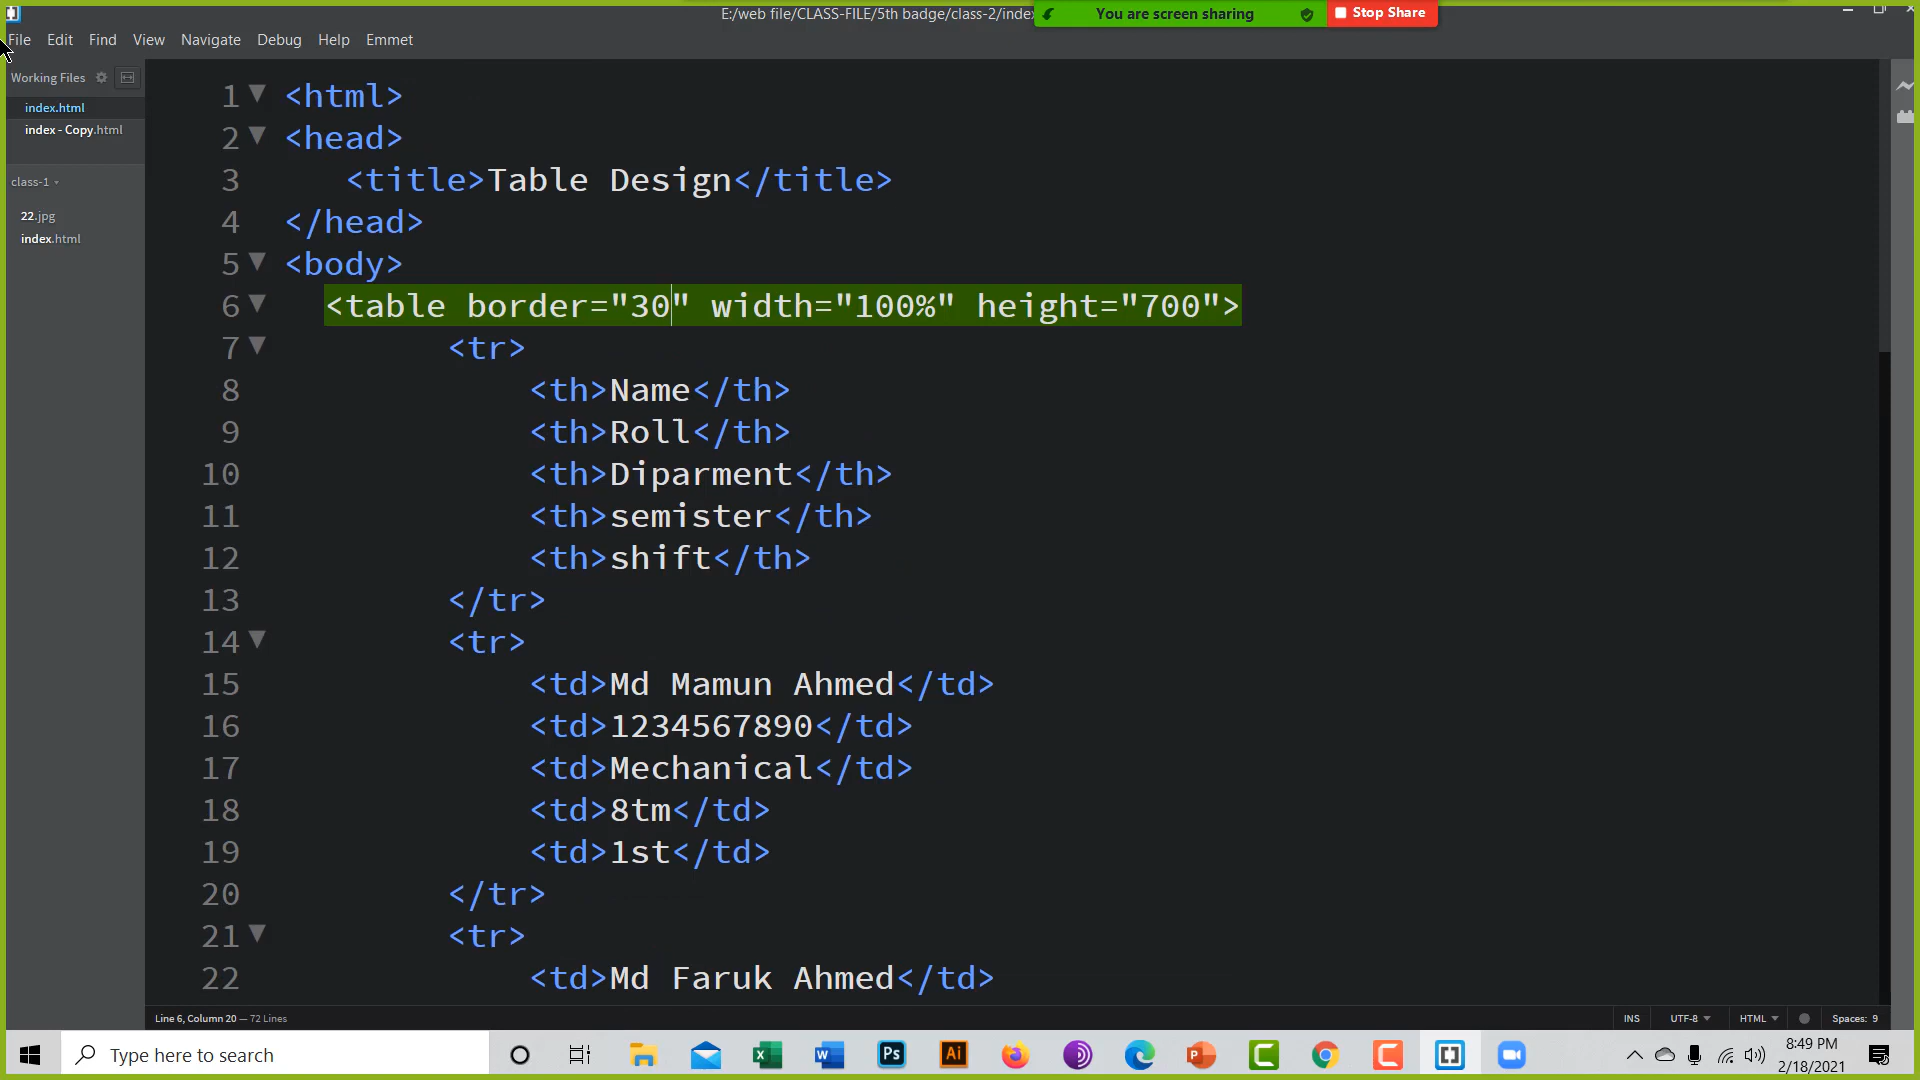 E:/web file/CLASS-FILE/5th badge/class-2/index
You are screen sharing
Stop Share
File Edit Find View Navigate Debug Help Emmet
Working Files
index.html
index - Copy.html
class-1
22.jpg
index.html
1 <html>
2 <head>
3 <title>Table Design</title>
4 </head>
5 <body>
6 <table border="30" width="100%" height="700">
7 <tr>
8 <th>Name</th>
9 <th>Roll</th>
10 <th>Diparment</th>
11 <th>semister</th>
12 <th>shift</th>
13 </tr>
14 <tr>
15 <td>Md Mamun Ahmed</td>
16 <td>1234567890</td>
17 <td>Mechanical</td>
18 <td>8tm</td>
19 <td>1st</td>
20 </tr>
21 <tr>
22 <td>Md Faruk Ahmed</td>
Line 6, Column 20 — 72 Lines
INS UTF-8 HTML Spaces: 9
Type here to search
Ps
Ai
8:49 PM
2/18/2021